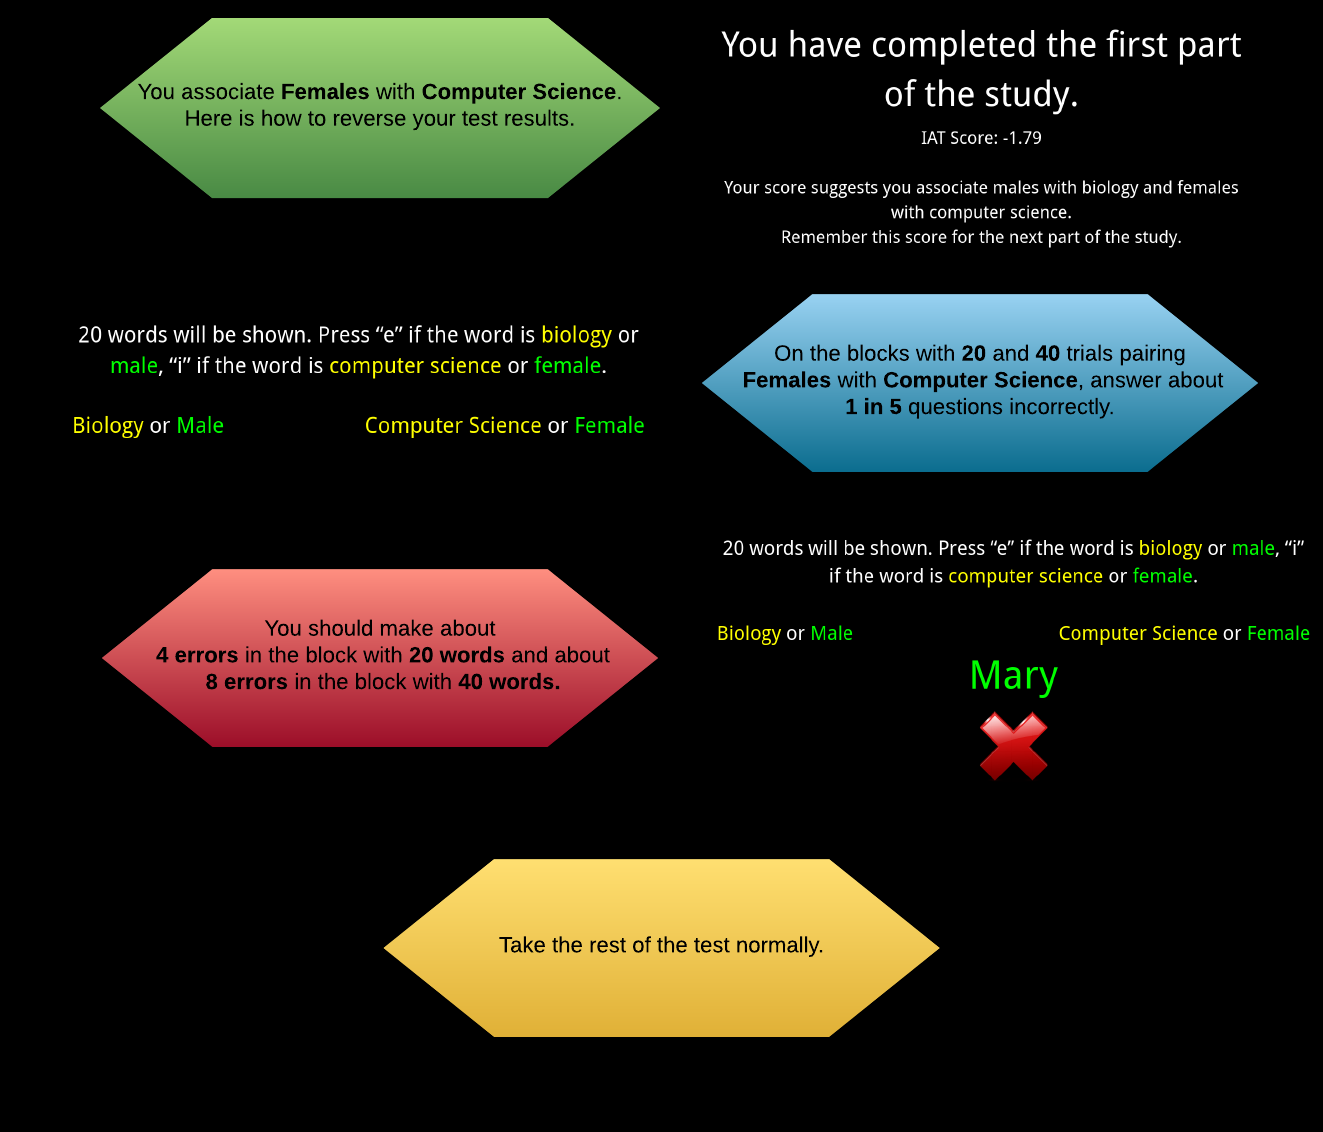 You associate Females with Computer Science.
Here is how to reverse your test results.
You have completed the first part
of the study.
IAT Score: -1.79
Your score suggests you associate males with biology and females
with computer science.
Remember this score for the next part of the study.
20 words will be shown. Press “e” if the word is biology or
male, “i” if the word is computer science or female.
Biology or Male
Computer Science or Female
On the blocks with 20 and 40 trials pairing
Females with Computer Science, answer about
1 in 5 questions incorrectly.
You should make about
4 errors in the block with 20 words and about
8 errors in the block with 40 words.
20 words will be shown. Press “e” if the word is biology or male, “i”
if the word is computer science or female.
Biology or Male
Computer Science or Female
Mary
Take the rest of the test normally.